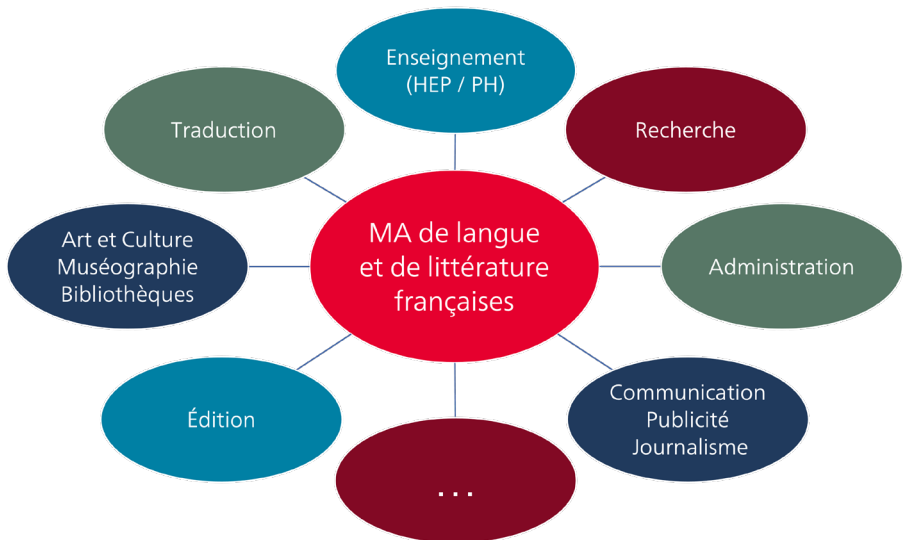 Enseignement
(HEP / PH)
Traduction
Recherche
MA de langue
et de littérature
françaises
Art et Culture
Muséographie
Bibliothèques
Administration
Édition
Communication
Publicité
Journalisme
...